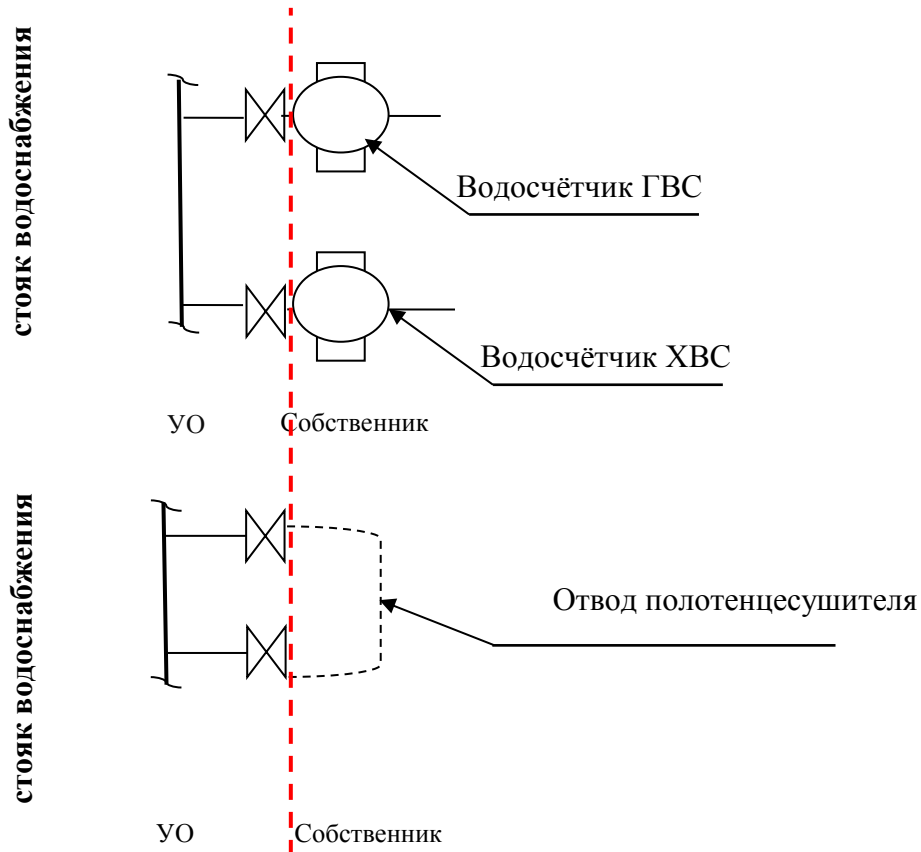 стояк водоснабжения
Водосчётчик ГВС
Водосчётчик ХВС
УО Собственник
стояк водоснабжения
Отвод полотенцесушителя
УО Собственник